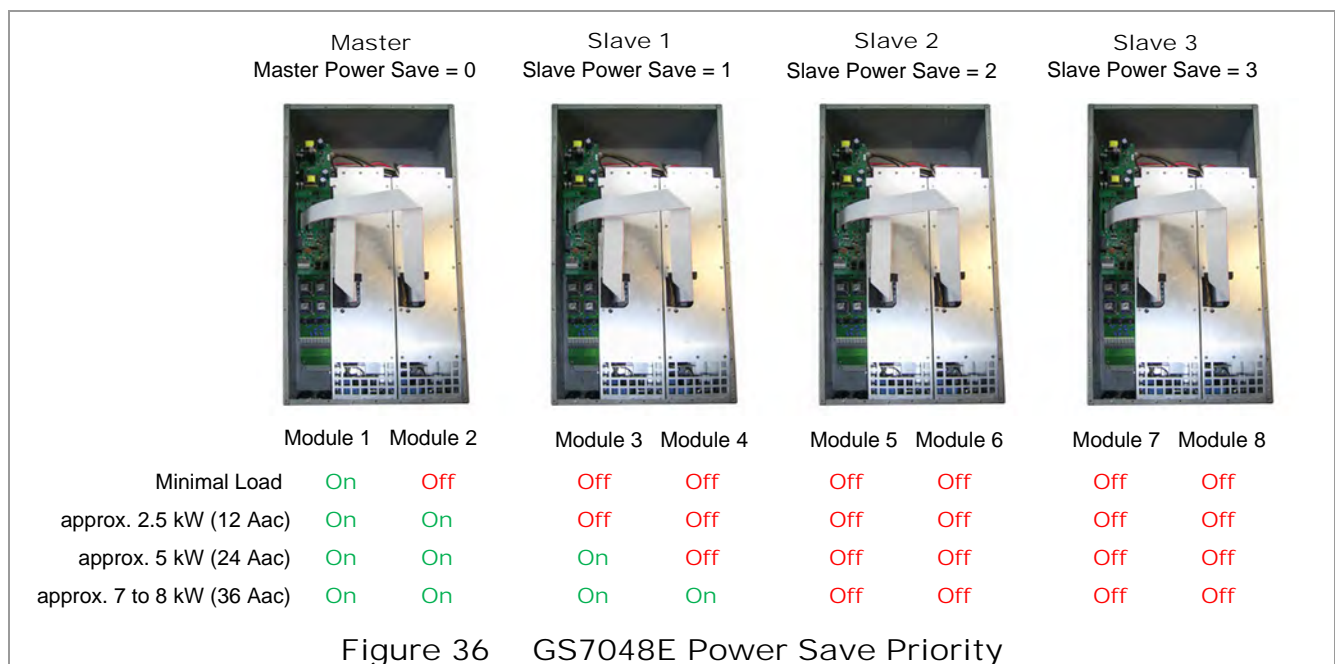 Master Slave 1 Slave 2 Slave 3
Master Power Save = 0 Slave Power Save = 1 Slave Power Save = 2 Slave Power Save = 3
Module 1 Module 2 Module 3 Module 4 Module 5 Module 6 Module 7 Module 8
Minimal Load On Off Off Off Off Off Off Off
approx. 2.5 kW (12 Aac) On On Off Off Off Off Off Off
approx. 5 kW (24 Aac) On On On Off Off Off Off Off
approx. 7 to 8 kW (36 Aac) On On On On Off Off Off Off
Figure 36 GS7048E Power Save Priority